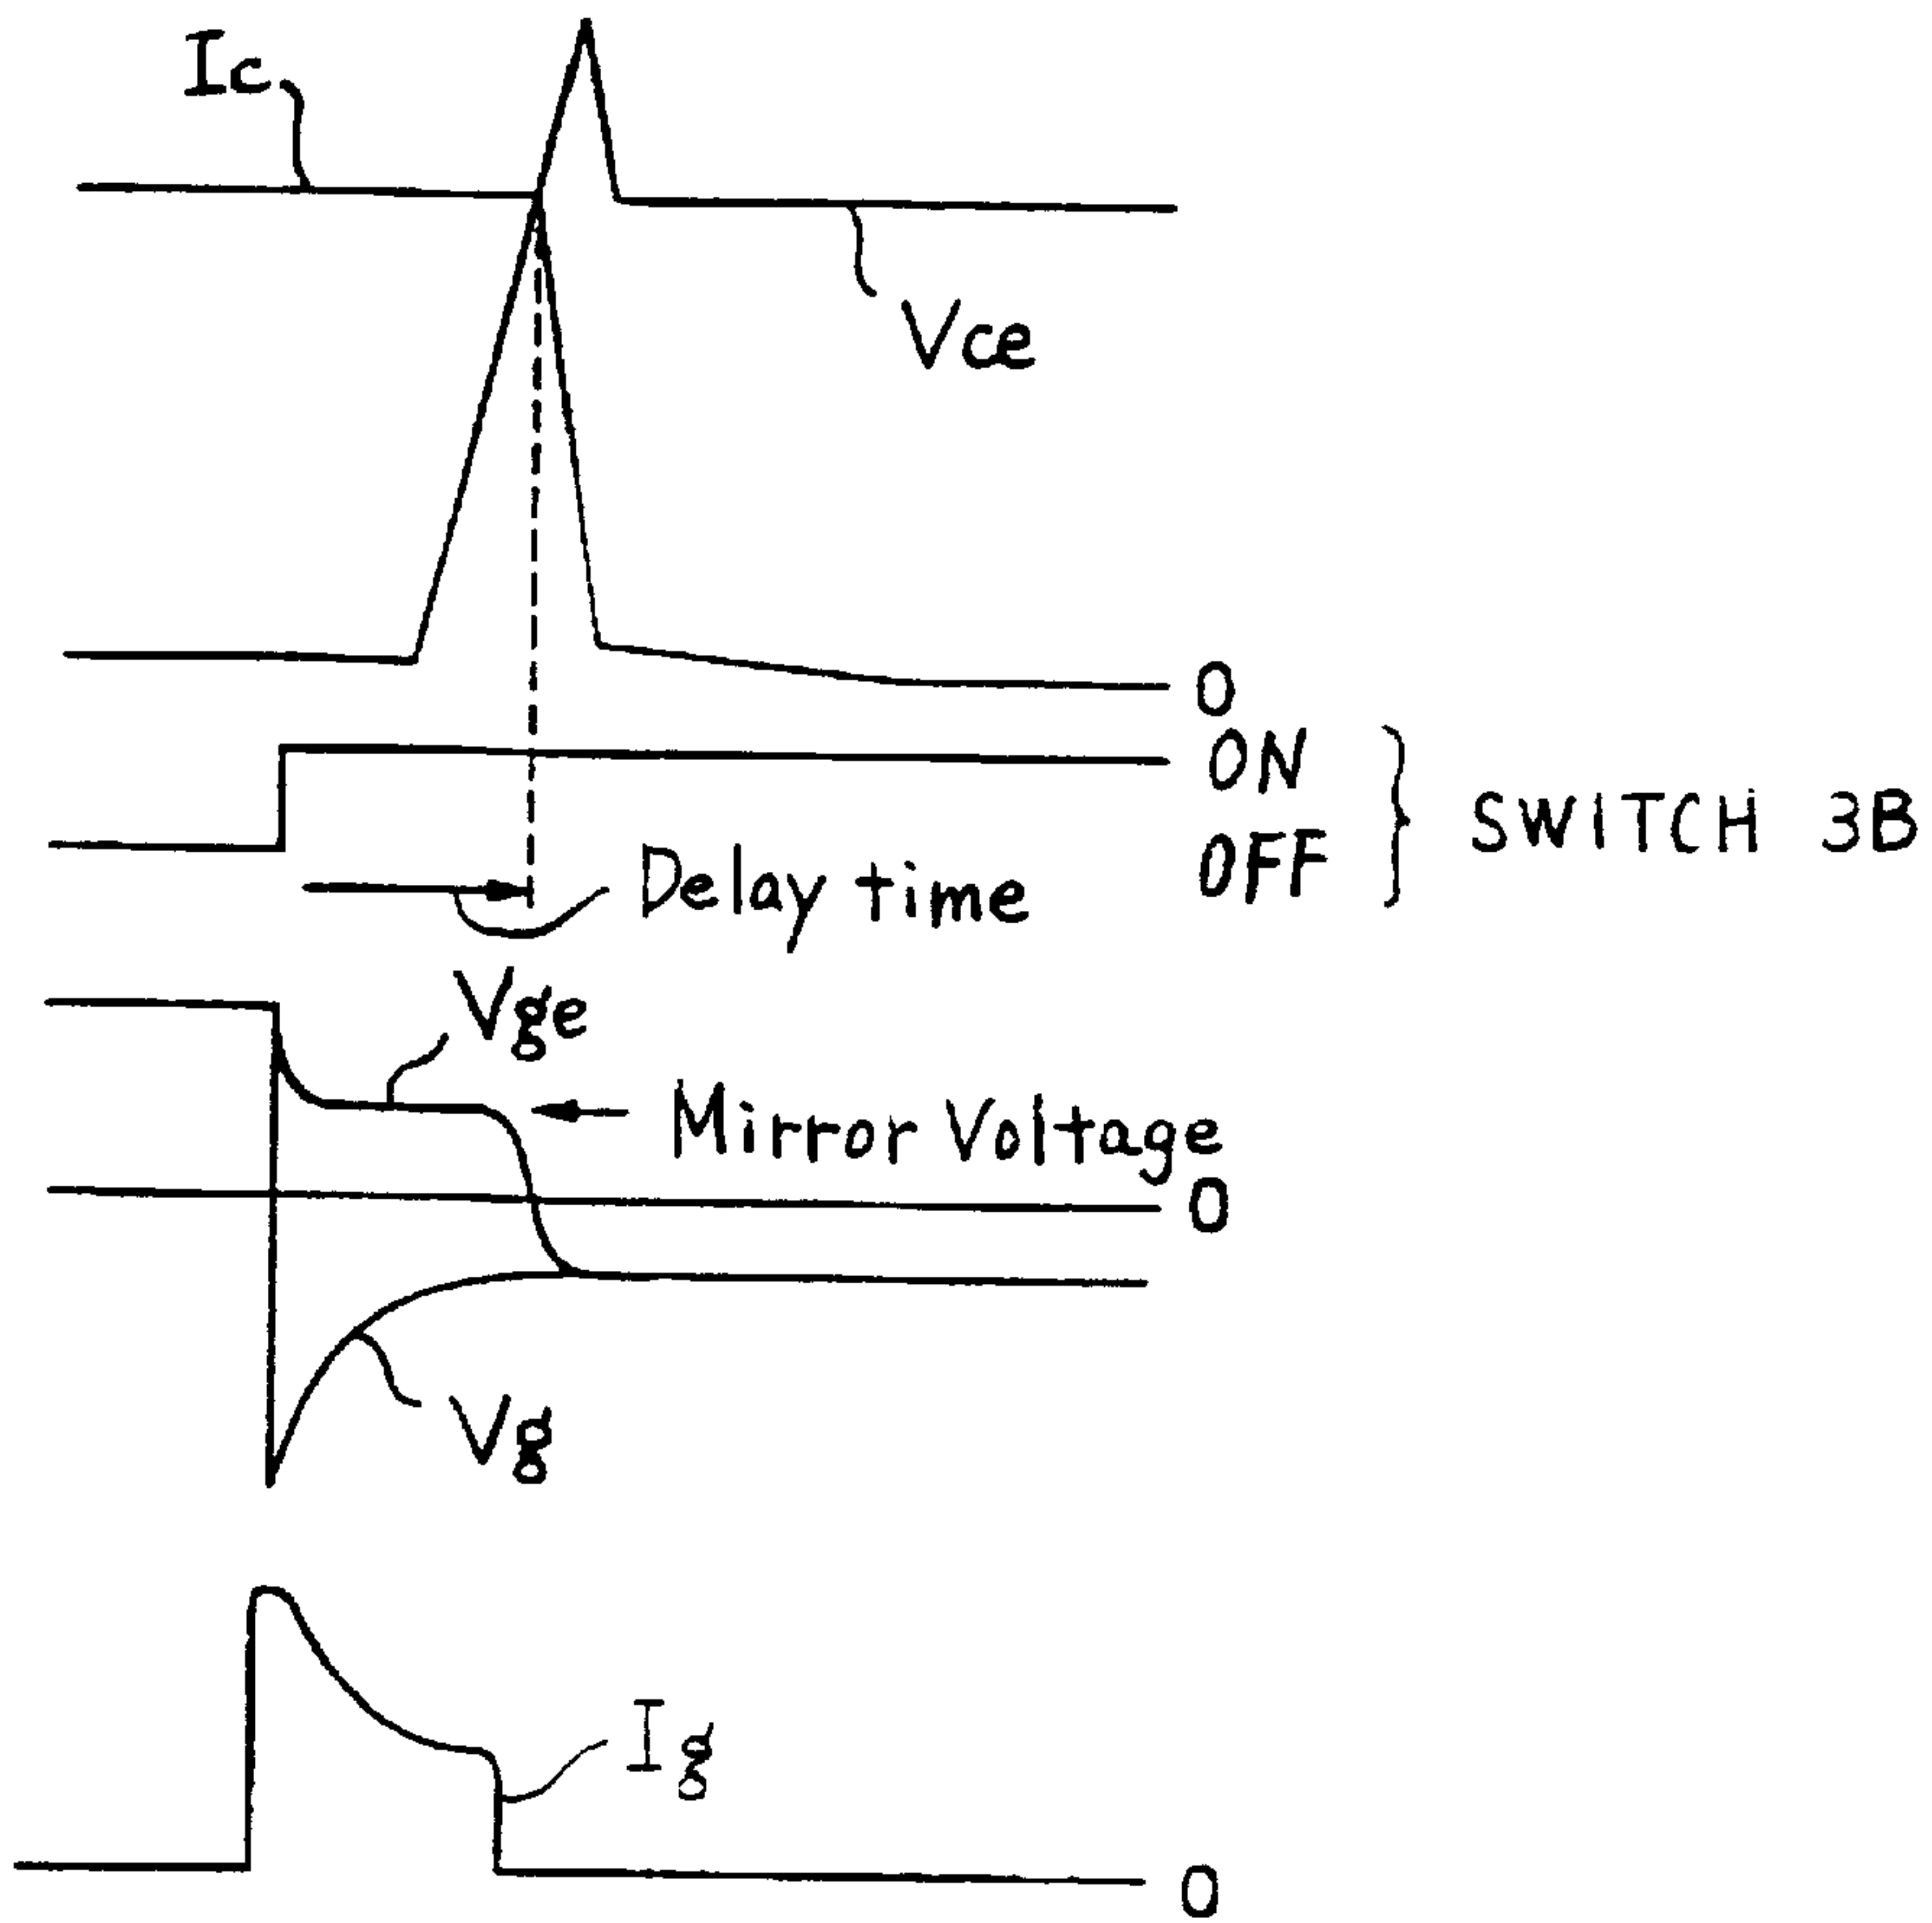 Ic
Vce
0
ON
OFF
SWITCH 3B
Delay time
Vge
Mirror Voltage
0
Vg
Ig
0